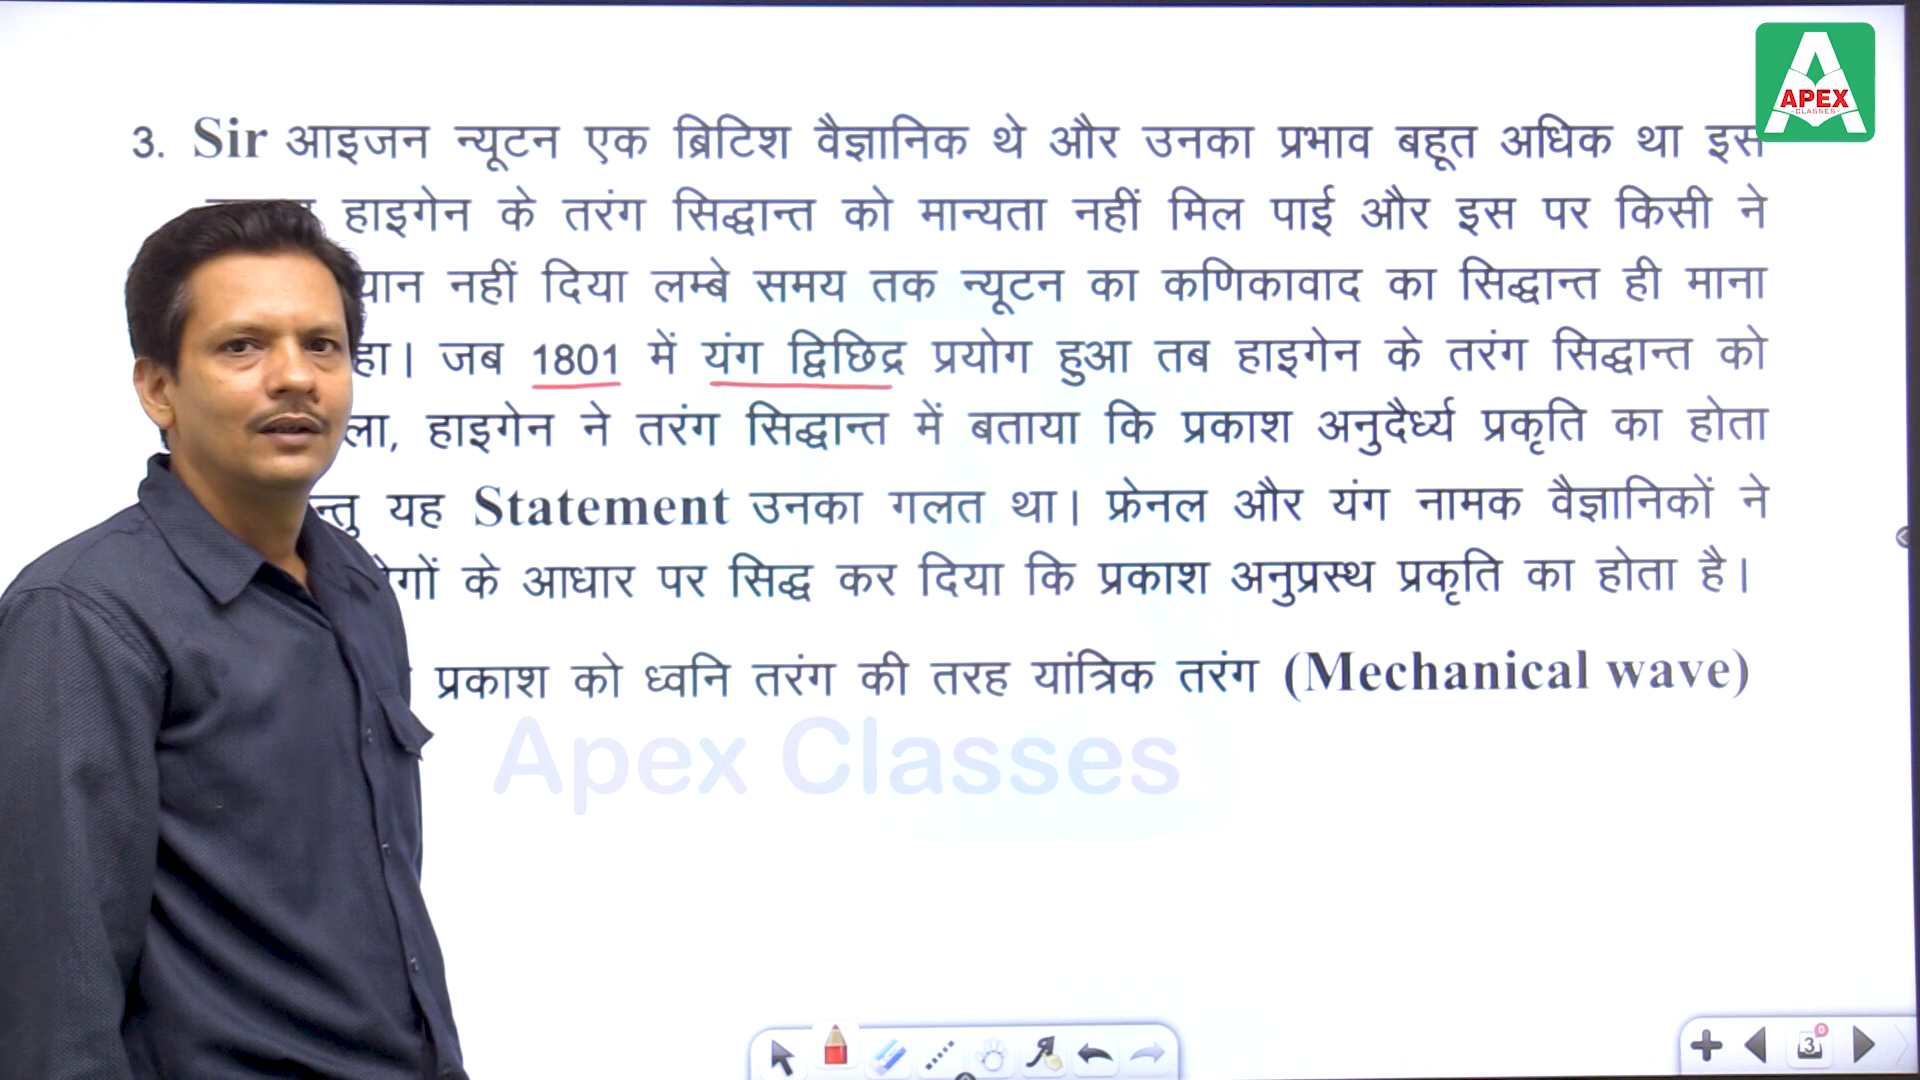 APEX
CLASSES
3. Sir आइजन न्यूटन एक ब्रिटिश वैज्ञानिक थे और उनका प्रभाव बहूत अधिक था इस
हाइगेन के तरंग सिद्धान्त को मान्यता नहीं मिल पाई और इस पर किसी ने
यान नहीं दिया लम्बे समय तक न्यूटन का कणिकावाद का सिद्धान्त ही माना
हा। जब 1801 में यंग द्विछिद्र प्रयोग हुआ तब हाइगेन के तरंग सिद्धान्त को
ला, हाइगेन ने तरंग सिद्धान्त में बताया कि प्रकाश अनुदैर्ध्य प्रकृति का होता
न्तु यह Statement उनका गलत था। फ्रेनल और यंग नामक वैज्ञानिकों ने
गों के आधार पर सिद्ध कर दिया कि प्रकाश अनुप्रस्थ प्रकृति का होता है।
प्रकाश को ध्वनि तरंग की तरह यांत्रिक तरंग (Mechanical wave)
Apex Classes
3
0